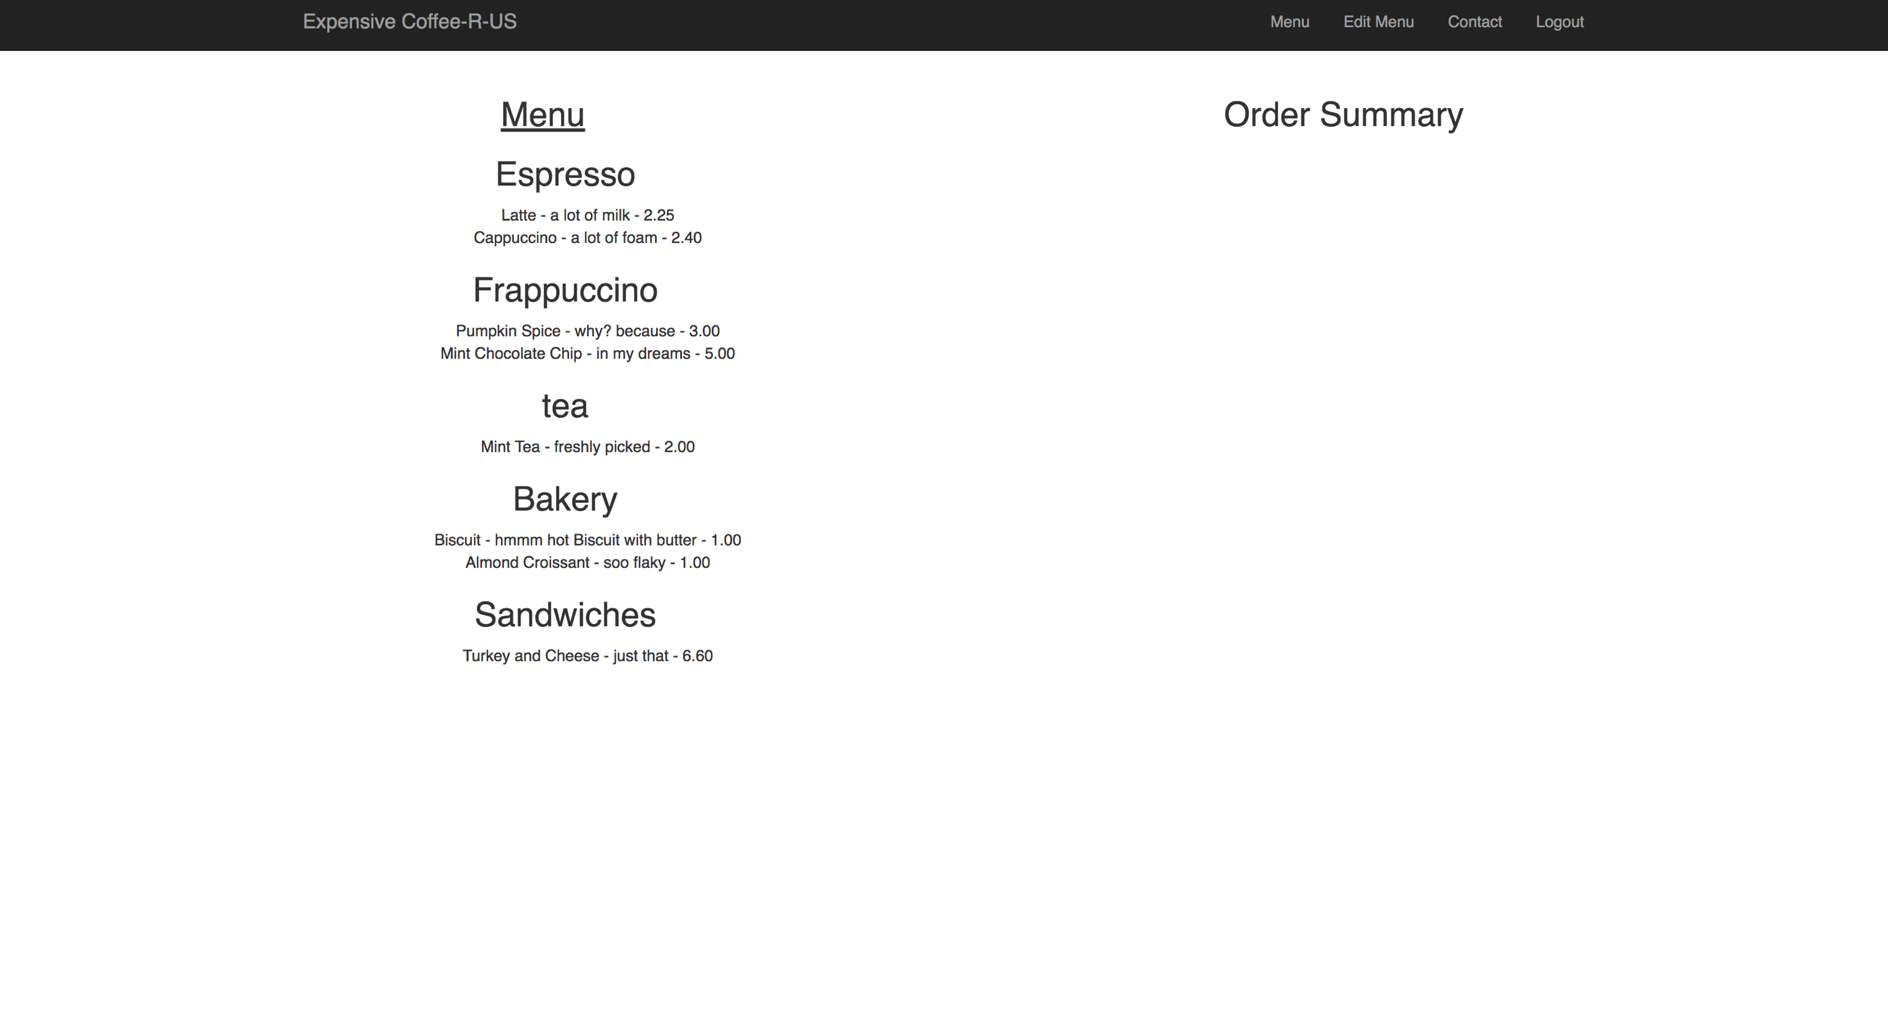 Expensive Coffee-R-US
Menu
Edit Menu
Contact
Logout
Menu
Espresso
Latte - a lot of milk - 2.25
Cappuccino - a lot of foam - 2.40
Frappuccino
Pumpkin Spice - why? because - 3.00
Mint Chocolate Chip - in my dreams - 5.00
tea
Mint Tea - freshly picked - 2.00
Bakery
Biscuit - hmmm hot Biscuit with butter - 1.00
Almond Croissant - soo flaky - 1.00
Sandwiches
Turkey and Cheese - just that - 6.60
Order Summary